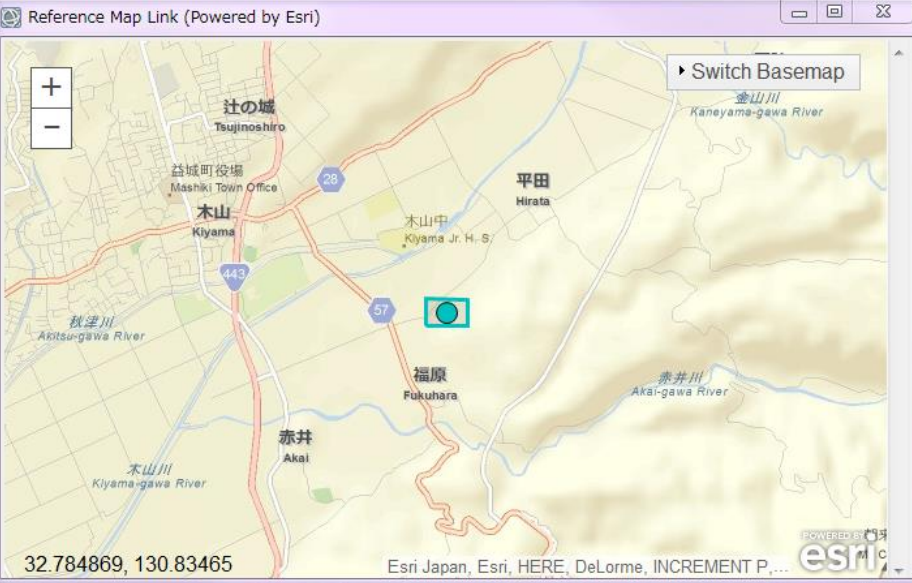 Reference Map Link (Powered by Esri)
+
−
Switch Basemap
金山川
Kaneyama-gawa River
辻の城
Tsujinoshiro
益城町役場
Mashiki Town Office
28
平田
Hirata
木山
Kiyama
木山中
Kiyama Jr. H. S.
443
57
秋津川
Akitsu-gawa River
福原
Fukuhara
赤井川
Akai-gawa River
赤井
Akai
木山川
Kiyama-gawa River
32.784869, 130.83465
POWERED BY
esri
Esri Japan, Esri, HERE, DeLorme, INCREMENT P,...